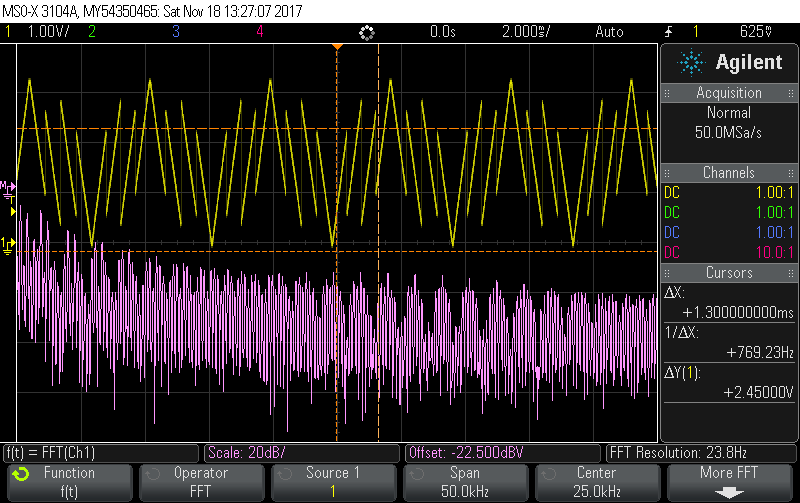 MSO-X 3104A, MY54350465: Sat Nov 18 13:27:07 2017
1 1.00V/ 2 3 4 0.0s 2.000ms/ Auto 1 625mV
Agilent
Acquisition
Normal
50.0MSa/s
Channels
DC 1.00:1
DC 1.00:1
DC 1.00:1
DC 10.0:1
Cursors
ΔX:
+1.300000000ms
1/ΔX:
+769.23Hz
ΔY(1):
+2.45000V
M
1
f(t) = FFT(Ch1) Scale: 20dB/ Offset: -22.500dBV FFT Resolution: 23.8Hz
Function Operator Source 1 Span Center More FFT
f(t) FFT 1 50.0kHz 25.0kHz